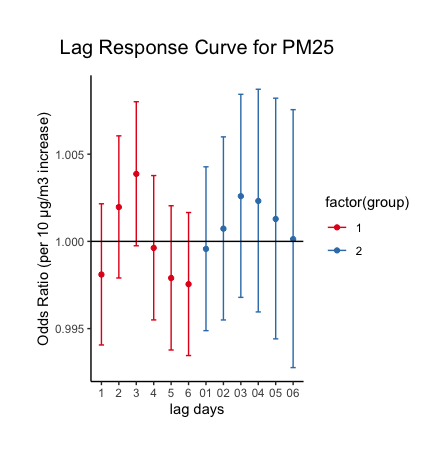 Lag Response Curve for PM25
Odds Ratio (per 10 μg/m3 increase)
1.005
1.000
0.995
1 2 3 4 5 6 01 02 03 04 05 06
lag days
factor(group)
1
2